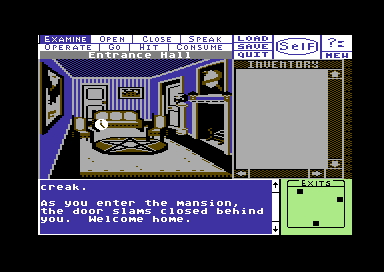 EXAMINE OPEN CLOSE SPEAK
OPERATE GO HIT CONSUME
LOAD
SAVE
QUIT
Self
?=
NEW
Entrance Hall
INVENTORY
creak.
As you enter the mansion,
the door slams closed behind
you. Welcome home.
EXITS